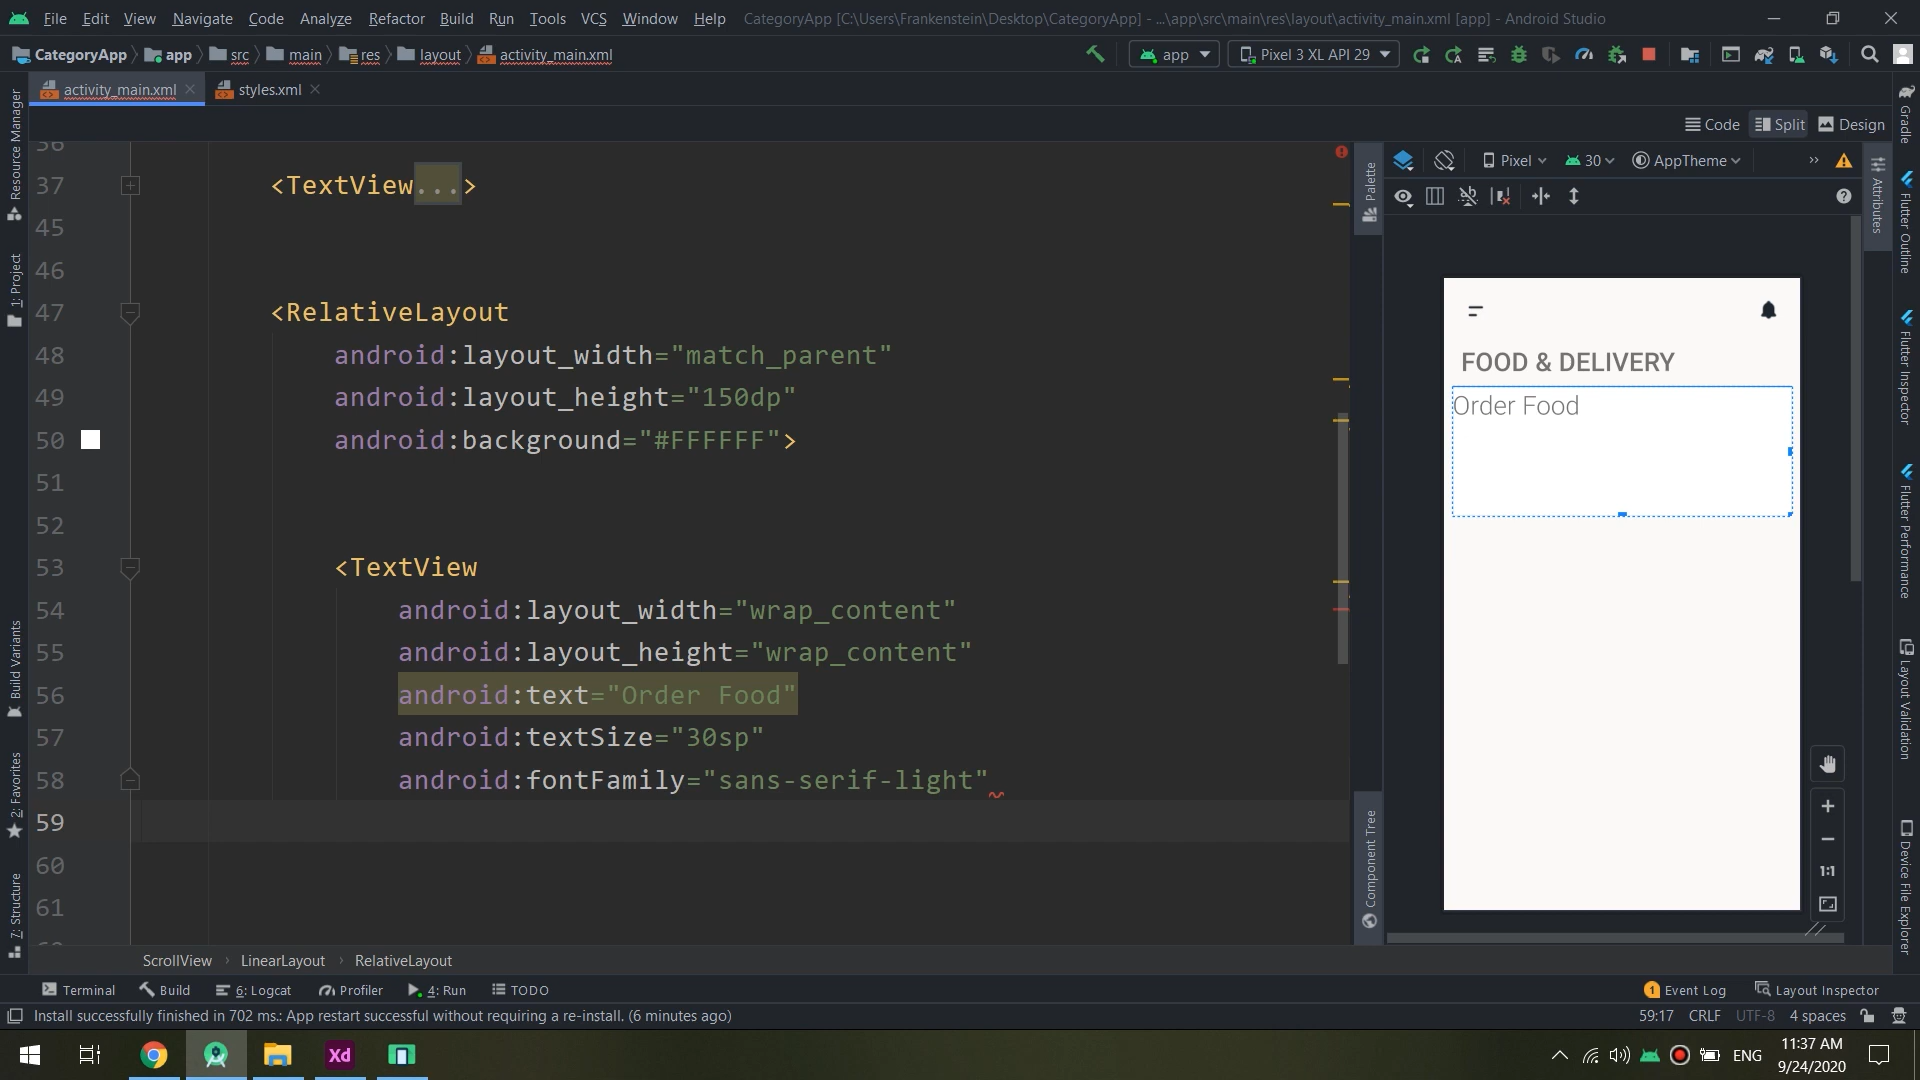 File Edit View Navigate Code Analyze Refactor Build Run Tools VCS Window Help CategoryApp [C:\Users\Frankenstein\Desktop\CategoryApp] - ...\app\src\main\res\layout\activity_main.xml [app] - Android Studio
CategoryApp app src main res layout activity_main.xml app Pixel 3 XL API 29
activity_main.xml styles.xml
Code Split Design
Pixel 30 AppTheme
36
37 <TextView...>
45
46
47 <RelativeLayout
48 android:layout_width="match_parent"
49 android:layout_height="150dp"
50 android:background="#FFFFFF">
51
52
53 <TextView
54 android:layout_width="wrap_content"
55 android:layout_height="wrap_content"
56 android:text="Order Food"
57 android:textSize="30sp"
58 android:fontFamily="sans-serif-light"
59
60
61
FOOD & DELIVERY
Order Food
1:1
Resource Manager
1: Project
Build Variants
2: Favorites
7: Structure
Palette
Component Tree
Attributes
Gradle
Flutter Outline
Flutter Inspector
Flutter Performance
Layout Validation
Device File Explorer
ScrollView LinearLayout RelativeLayout
Terminal Build 6: Logcat Profiler 4: Run TODO 1 Event Log Layout Inspector
Install successfully finished in 702 ms.: App restart successful without requiring a re-install. (6 minutes ago) 59:17 CRLF UTF-8 4 spaces
Xd ENG 11:37 AM
9/24/2020